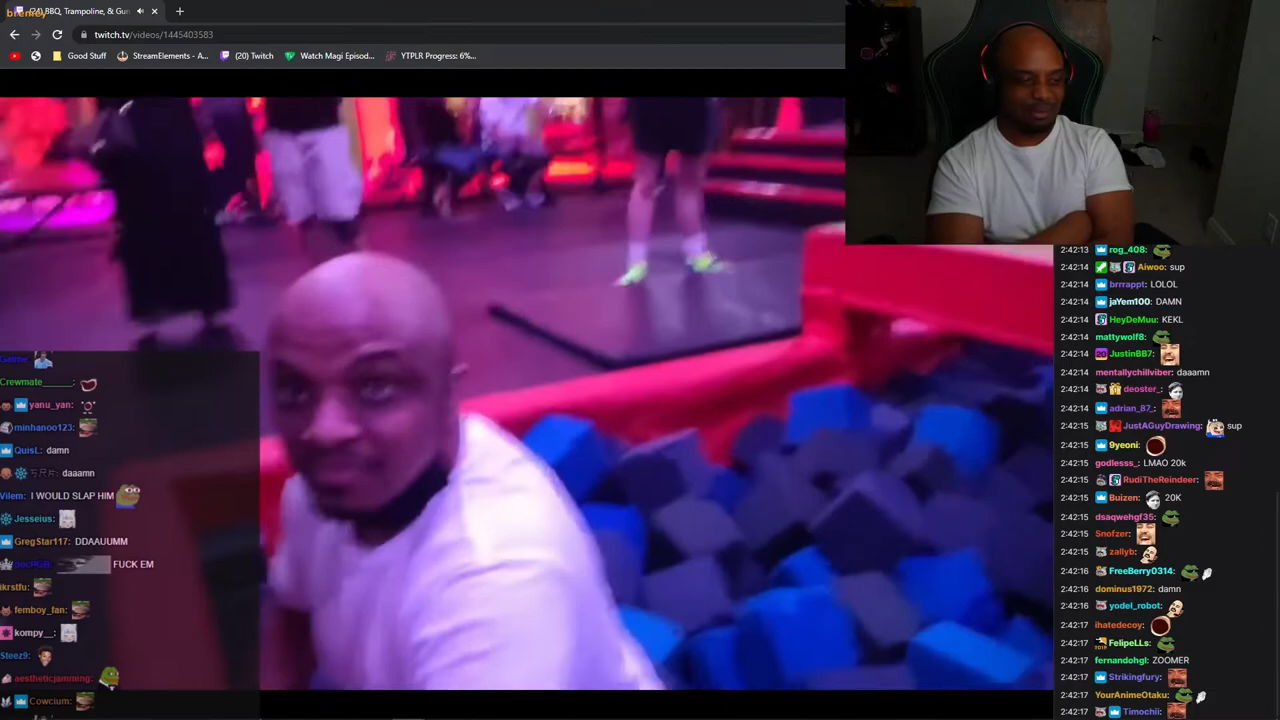 (24) BBQ, Trampoline, & Gun
twitch.tv/videos/1445403583
Good Stuff
StreamElements - A...
(20) Twitch
Watch Magi Episod...
YTPLR Progress: 6%...
Crewmate______:
yanu_yan:
minhanoo123:
QuisL: damn
daaamn
Vilem: I WOULD SLAP HIM
Jesseius:
GregStar117: DDAAUUMM
FUCK EM
ikrstfu:
femboy_fan:
kompy__:
Steez9:
aestheticjamming:
Cowcium:
2:42:13 rog_408:
2:42:14 Aiwoo: sup
2:42:14 brrrappt: LOLOL
2:42:14 jaYem100: DAMN
2:42:14 HeyDeMuu: KEKL
2:42:14 mattywolf8:
2:42:14 JustinBB7:
2:42:14 mentallychillviber: daaamn
2:42:14 deoster_:
2:42:14 adrian_87_:
2:42:15 JustAGuyDrawing: sup
2:42:15 9yeoni:
2:42:15 godlesss_: LMAO 20k
2:42:15 RudiTheReindeer:
2:42:15 Buizen: 20K
2:42:15 dsaqwehgf35:
2:42:15 Snofzer:
2:42:15 zallyb:
2:42:16 FreeBerry0314:
2:42:16 dominus1972: damn
2:42:16 yodel_robot:
2:42:17 ihatedecoy:
2:42:17 FelipeLLs:
2:42:17 fernandohgl: ZOOMER
2:42:17 Strikingfury:
2:42:17 YourAnimeOtaku:
2:42:17 Timochii: